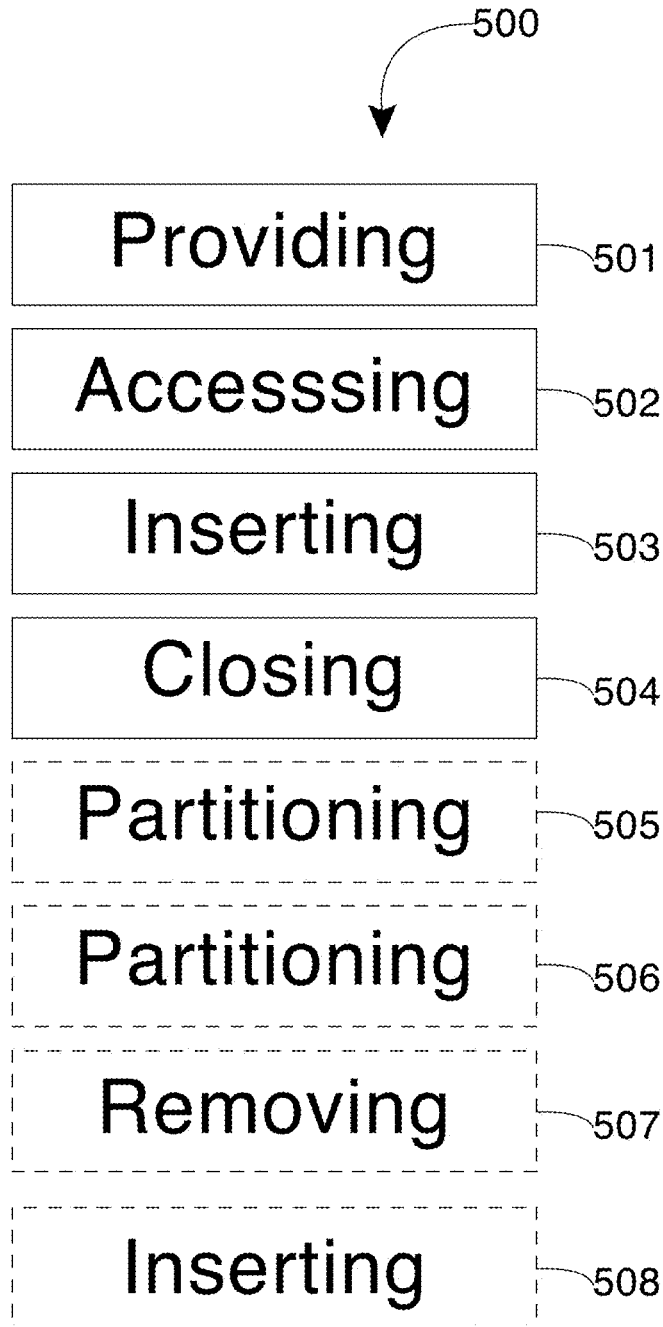 500
Providing 501
Accesssing 502
Inserting 503
Closing 504
Partitioning 505
Partitioning 506
Removing 507
Inserting 508